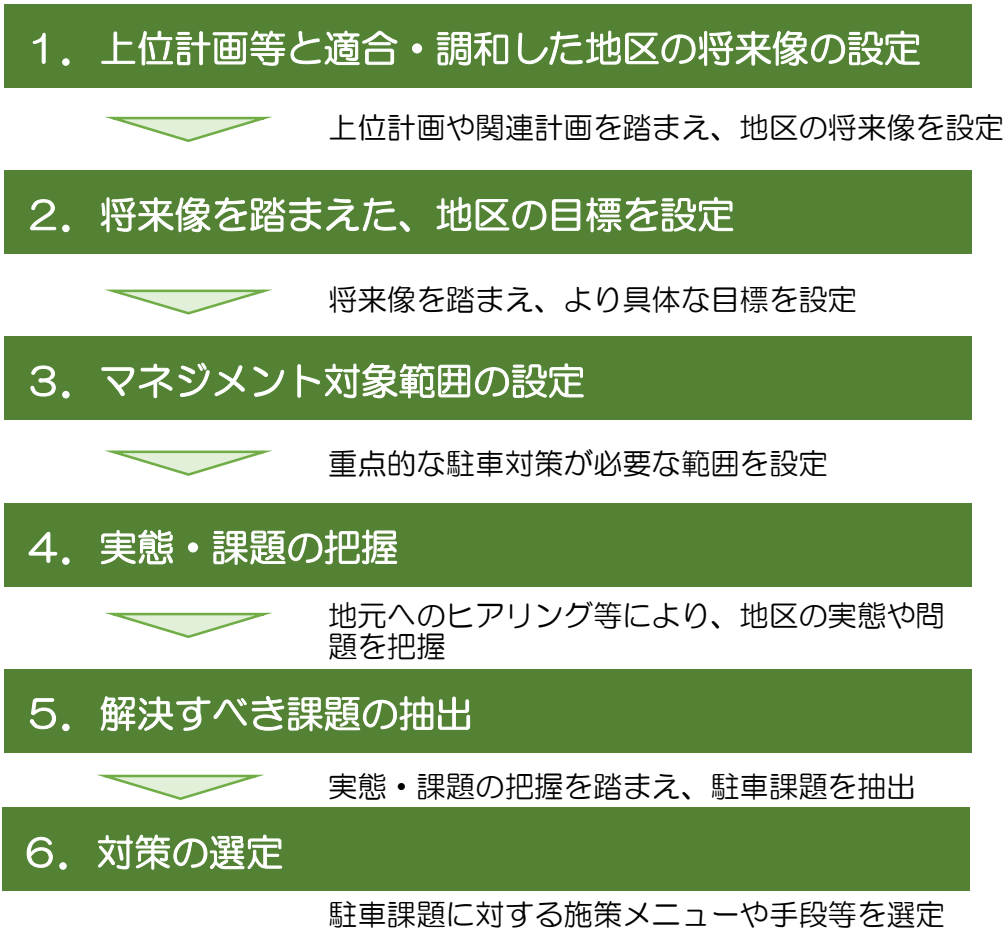 １．上位計画等と適合・調和した地区の将来像の設定
上位計画や関連計画を踏まえ、地区の将来像を設定
２．将来像を踏まえた、地区の目標を設定
将来像を踏まえ、より具体な目標を設定
３．マネジメント対象範囲の設定
重点的な駐車対策が必要な範囲を設定
４．実態・課題の把握
地元へのヒアリング等により、地区の実態や問
題を把握
５．解決すべき課題の抽出
実態・課題の把握を踏まえ、駐車課題を抽出
６．対策の選定
駐車課題に対する施策メニューや手段等を選定